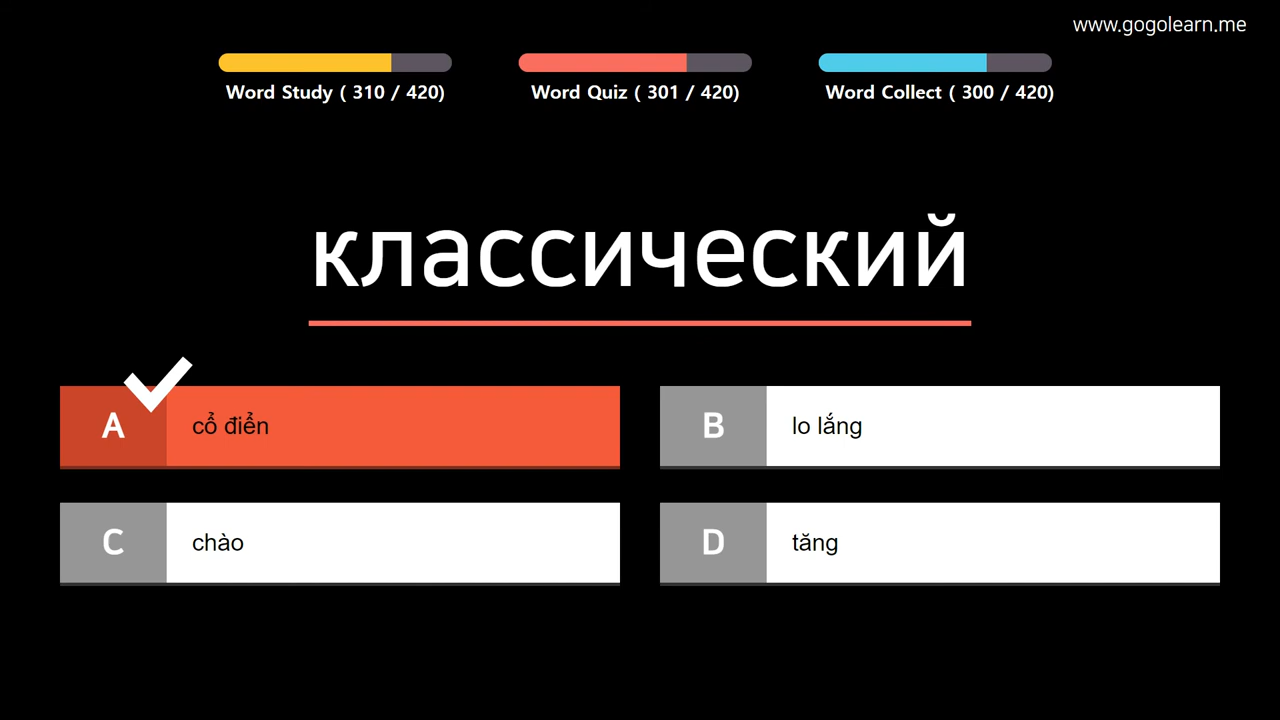 www.gogolearn.me
Word Study ( 310 / 420)
Word Quiz ( 301 / 420)
Word Collect ( 300 / 420)
классический
A cổ điển
B lo lắng
C chào
D tăng